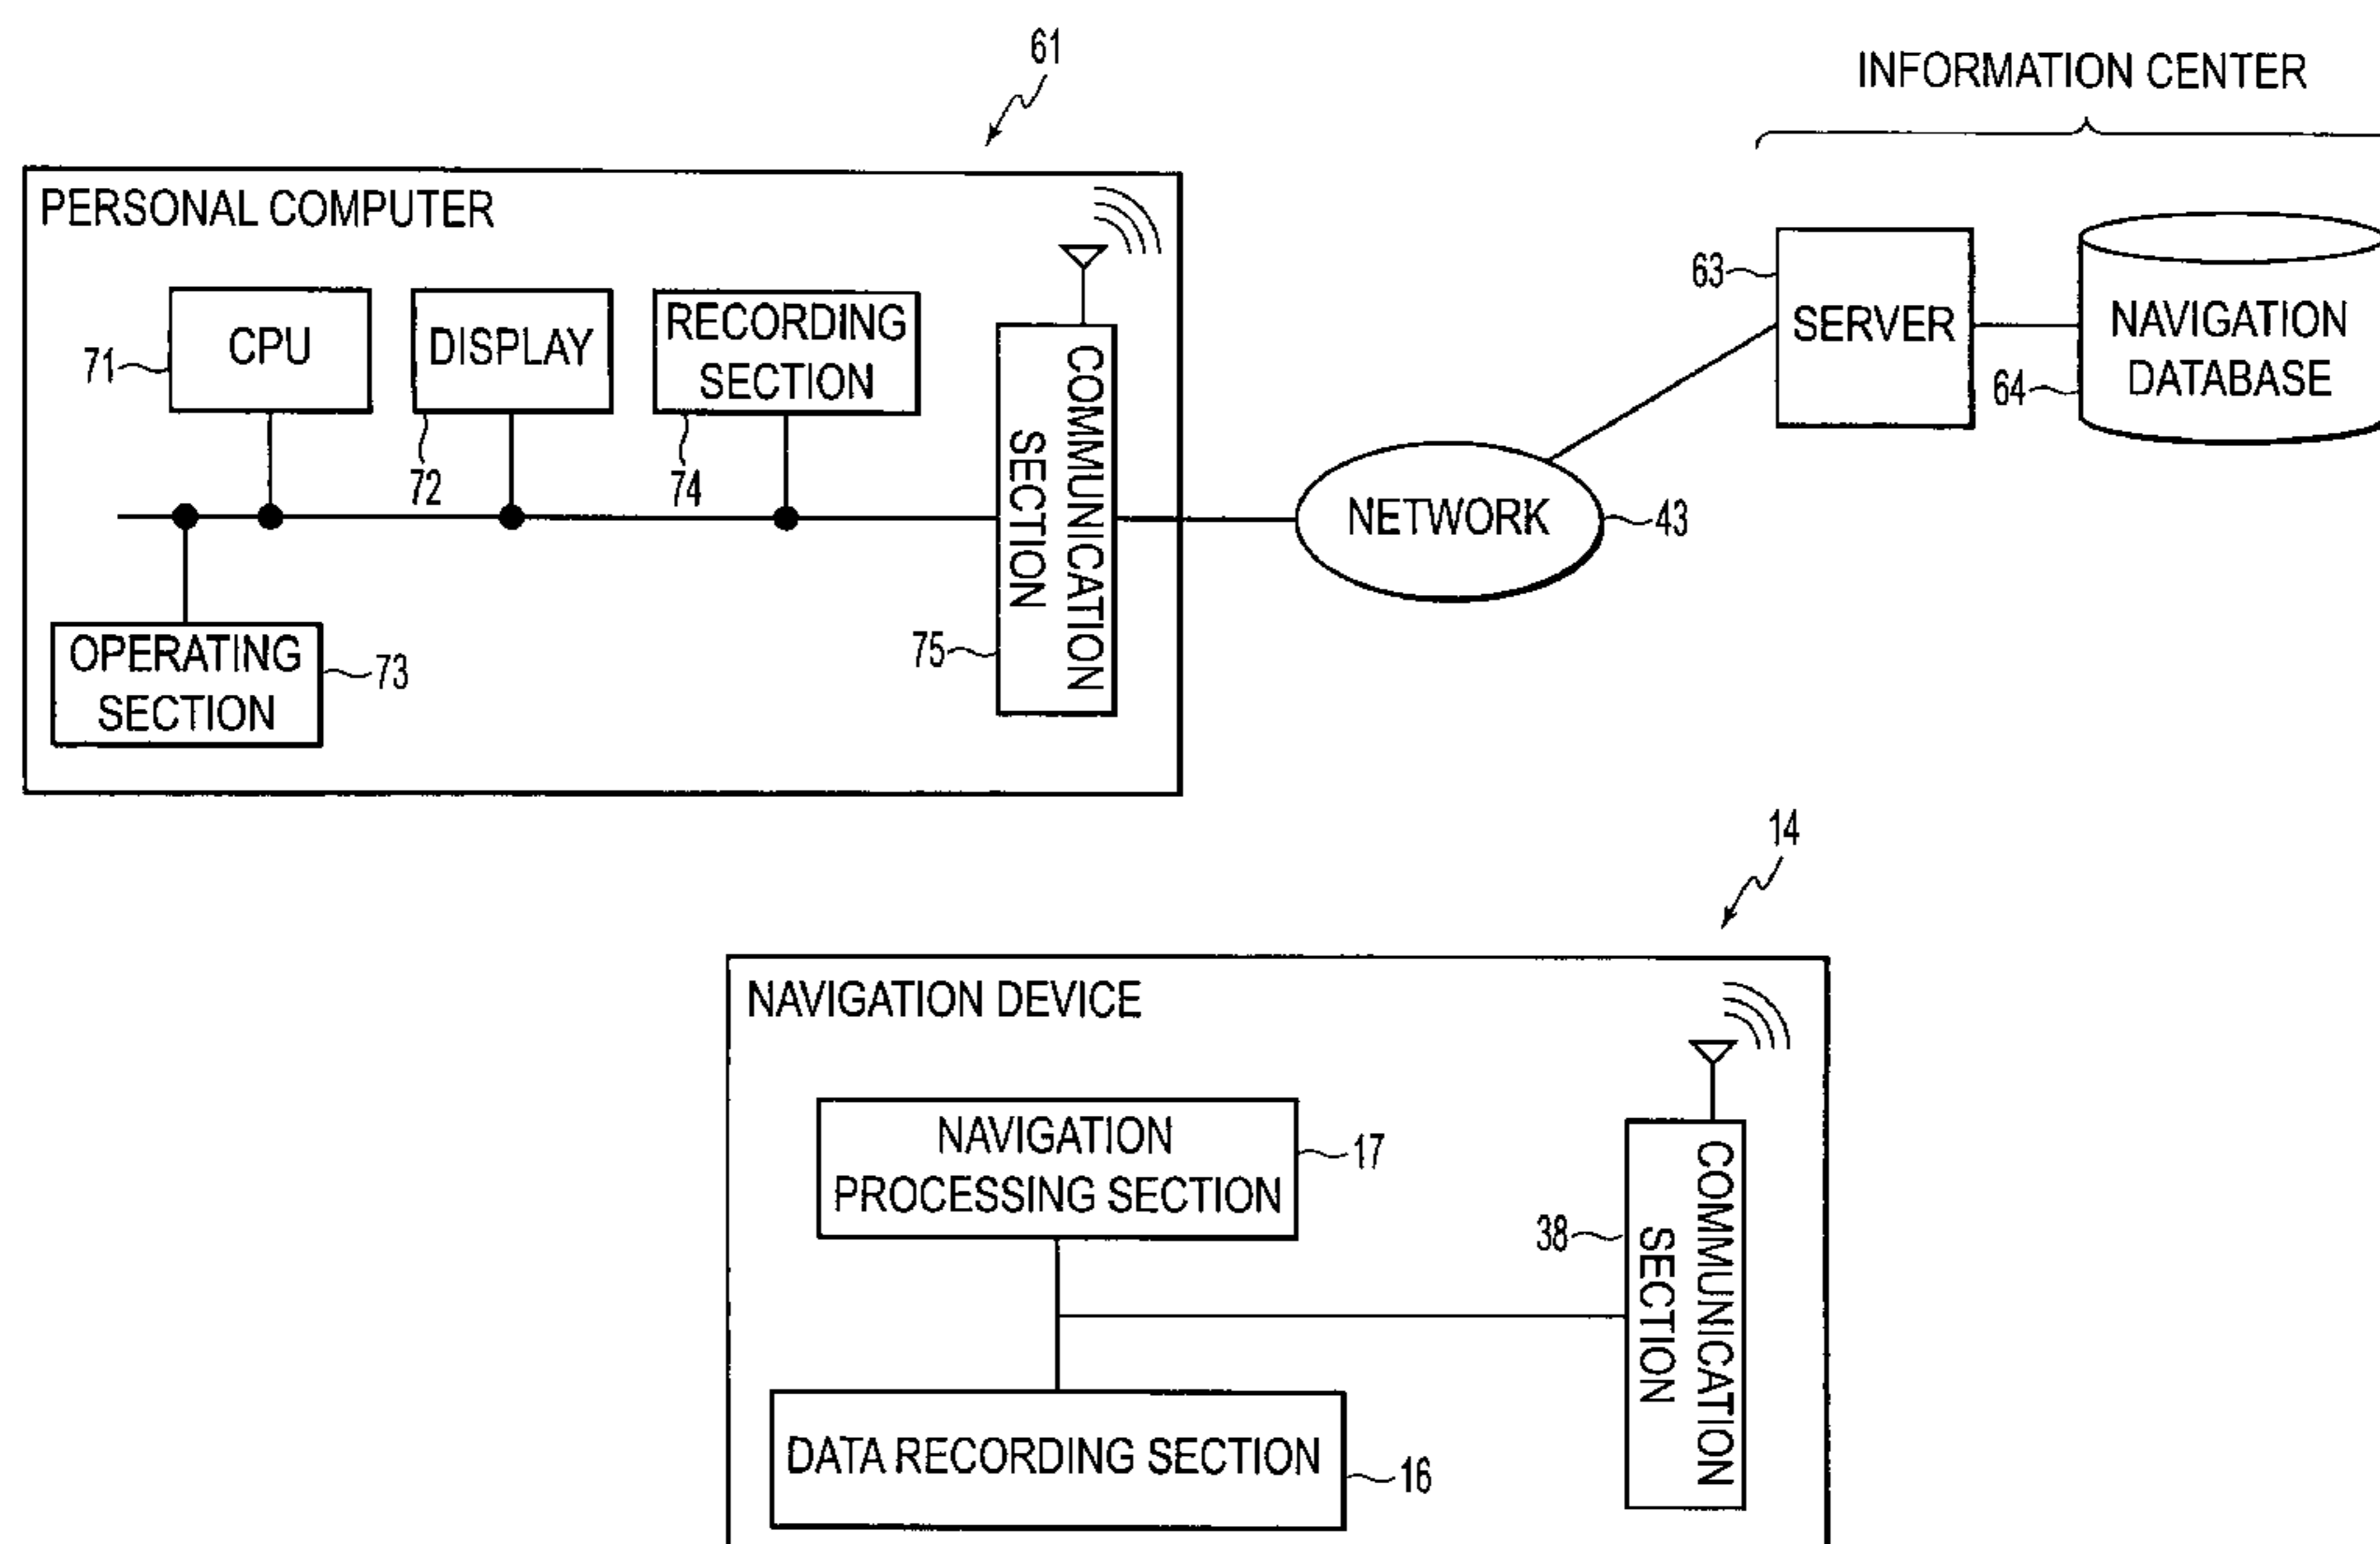 61
INFORMATION CENTER
PERSONAL COMPUTER
63
SERVER
NAVIGATION
DATABASE
64
71
CPU
DISPLAY
72
RECORDING
SECTION
74
COMMUNICATION
SECTION
75
NETWORK
43
OPERATING
SECTION
73
14
NAVIGATION DEVICE
NAVIGATION
PROCESSING SECTION
17
38
COMMUNICATION
SECTION
DATA RECORDING SECTION
16